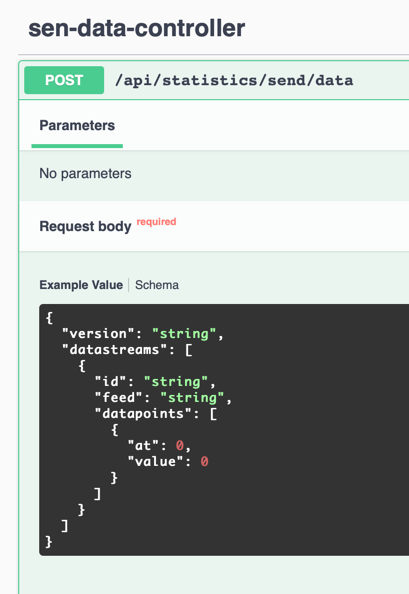 sen-data-controller
POST /api/statistics/send/data
Parameters
No parameters
Request body required
Example Value Schema
{
  "version": "string",
  "datastreams": [
    {
      "id": "string",
      "feed": "string",
      "datapoints": [
        {
          "at": 0,
          "value": 0
        }
      ]
    }
  ]
}